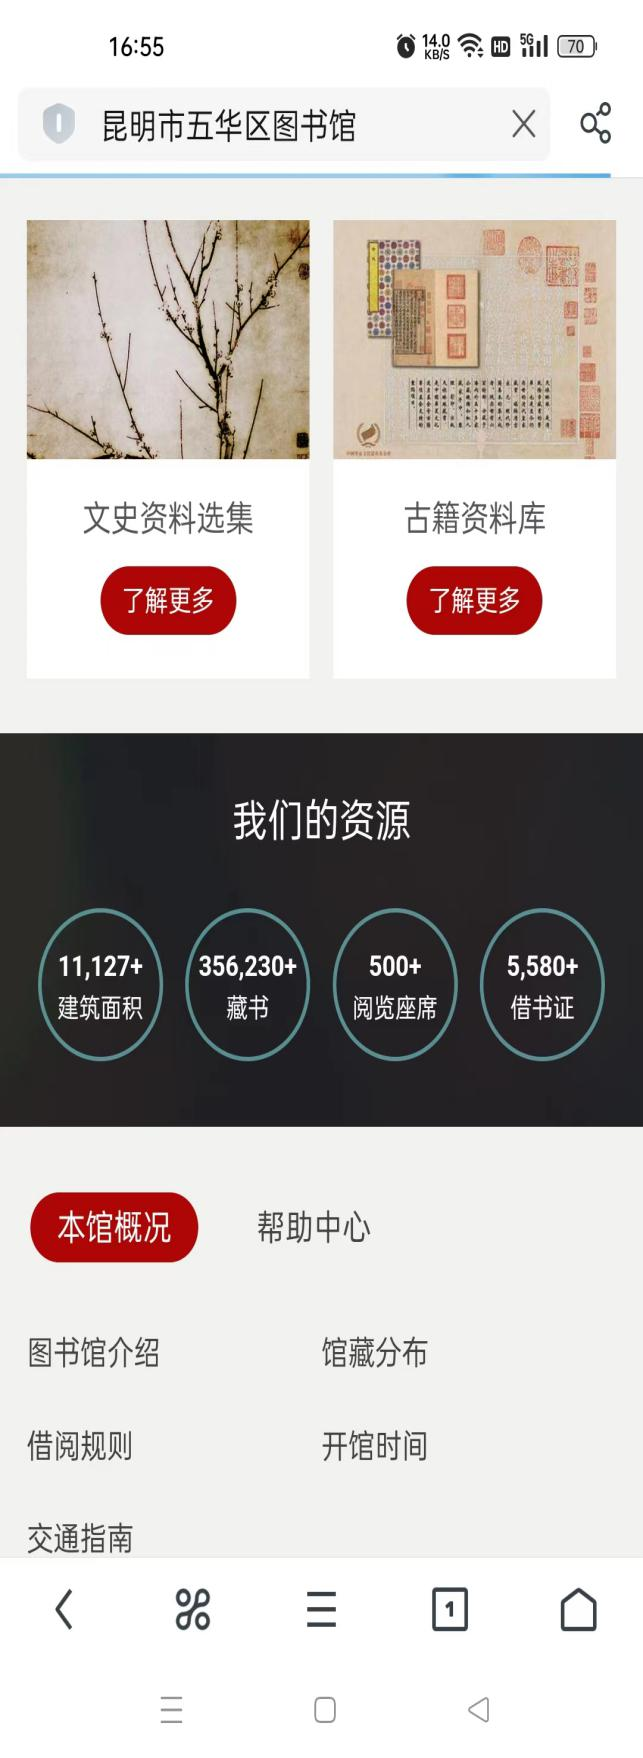 16:55
14.0
KB/S
HD
5G
70
昆明市五华区图书馆
文史资料选集
古籍资料库
了解更多
了解更多
我们的资源
11,127+
建筑面积
356,230+
藏书
500+
阅览座席
5,580+
借书证
本馆概况
帮助中心
图书馆介绍
馆藏分布
借阅规则
开馆时间
交通指南
1